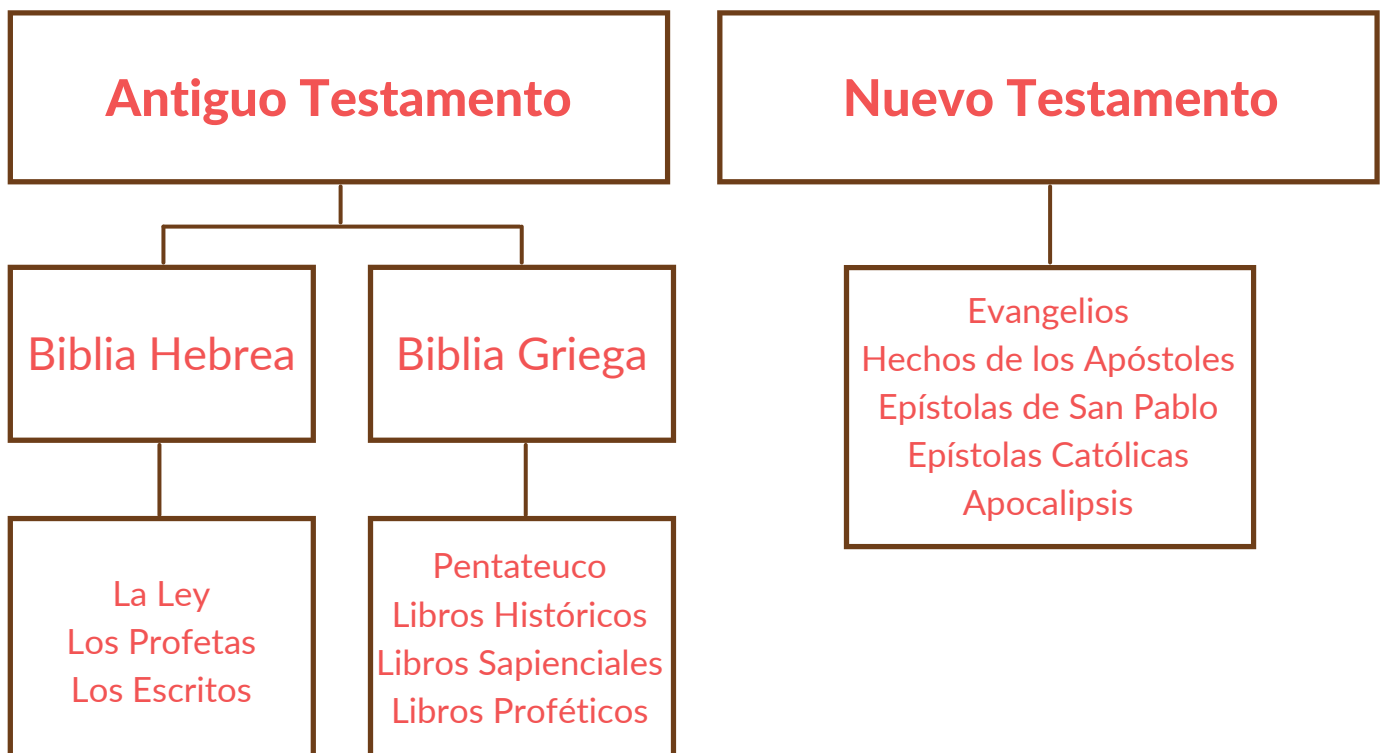 Antiguo Testamento
Nuevo Testamento
Biblia Hebrea
Biblia Griega
La Ley
Los Profetas
Los Escritos
Pentateuco
Libros Históricos
Libros Sapienciales
Libros Proféticos
Evangelios
Hechos de los Apóstoles
Epístolas de San Pablo
Epístolas Católicas
Apocalipsis